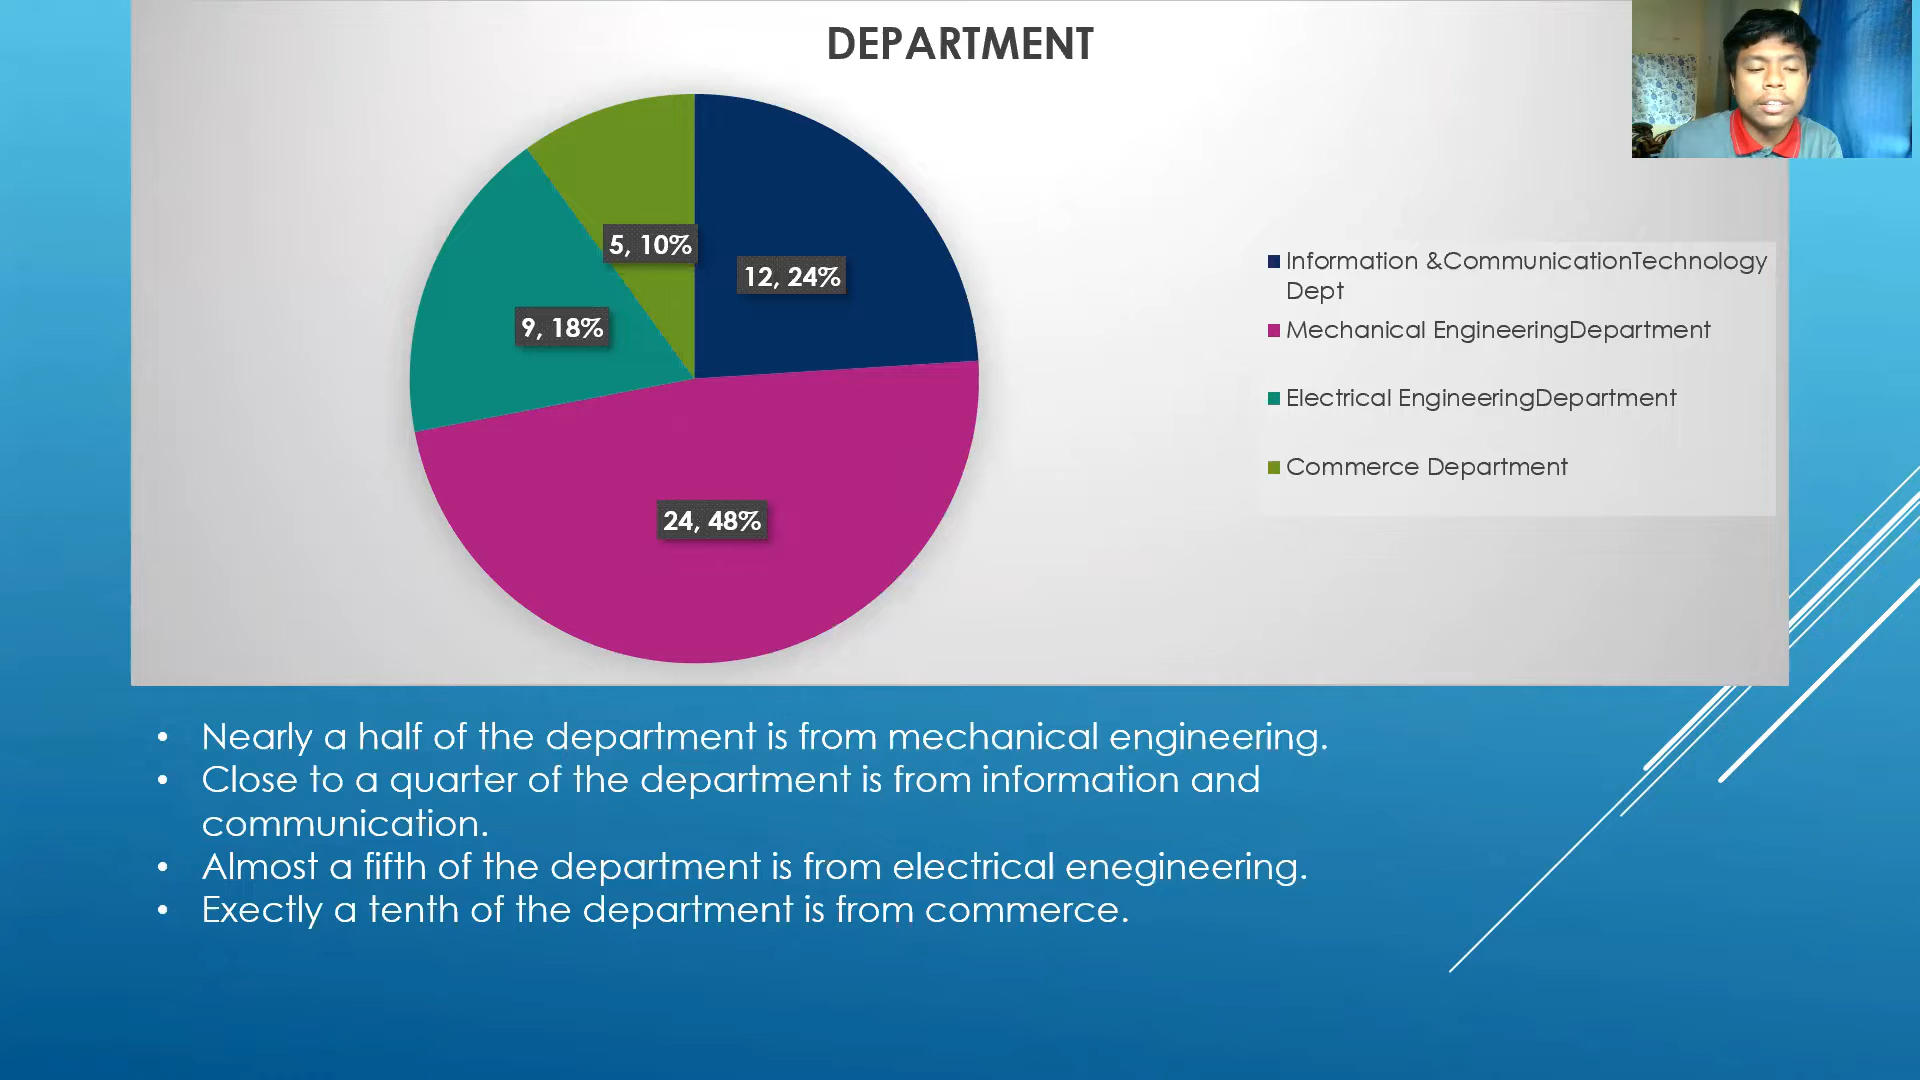 DEPARTMENT
5, 10%
12, 24%
9, 18%
24, 48%
Information &CommunicationTechnology
Dept
Mechanical EngineeringDepartment
Electrical EngineeringDepartment
Commerce Department
• Nearly a half of the department is from mechanical engineering.
• Close to a quarter of the department is from information and
communication.
• Almost a fifth of the department is from electrical enegineering.
• Exectly a tenth of the department is from commerce.